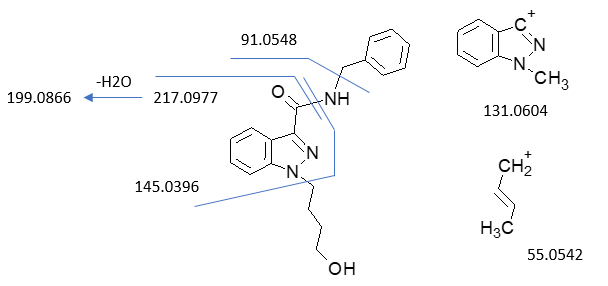 91.0548
C+
N
N
CH3
131.0604
-H2O
199.0866
217.0977
O
NH
N
N
145.0396
OH
CH2+
H3C
55.0542